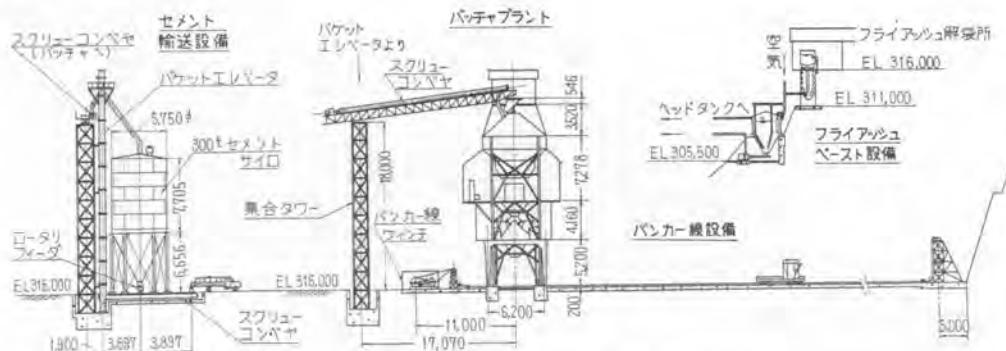 セメント
輸送設備
スクリューコンベヤ
(バッチャへ)
バケットエレベータ
5,750φ
300tセメント
サイロ
7,705
6,656
ロータリ
フィーダ
EL 316,000
スクリュー
コンベヤ
1,900
3,697
3,897
バッチャプラント
バケット
エレベータより
スクリュー
コンベヤ
18,000
集合タワー
バンカー線
ウィンチ
EL 316,000
546
3,520
7,278
4,160
5,200
200
6,200
11,000
17,070
空気
フライアッシュ解袋所
EL 316,000
EL 311,000
ヘッドタンクへ
EL 305,500
フライアッシュ
ペースト設備
バンカー線設備
5,000